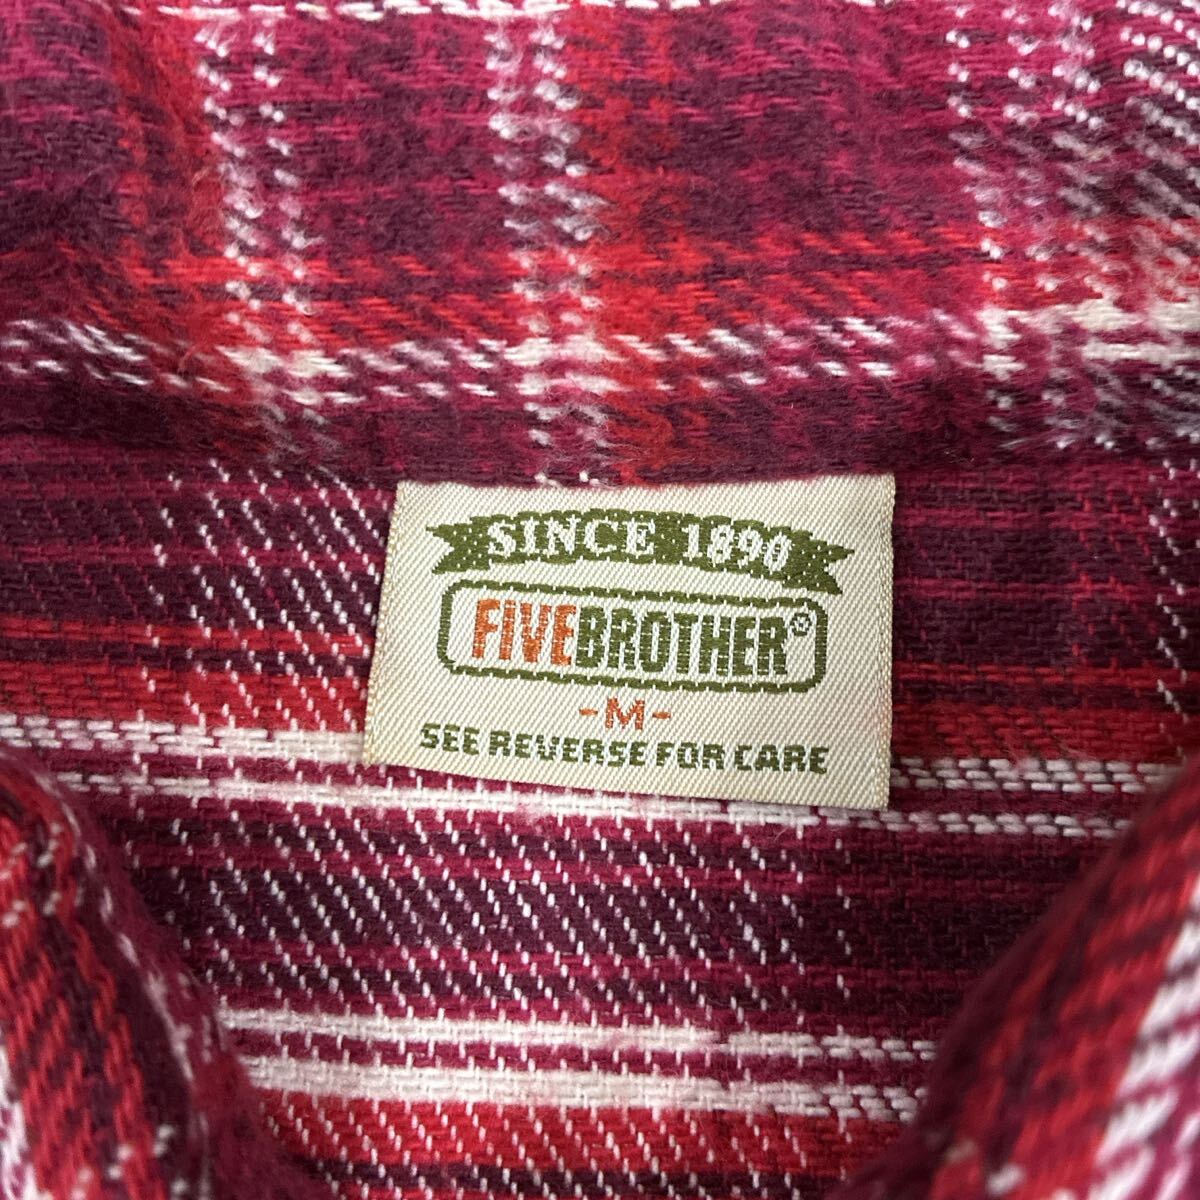 SINCE 1890
FIVEBROTHER®
-M-
SEE REVERSE FOR CARE